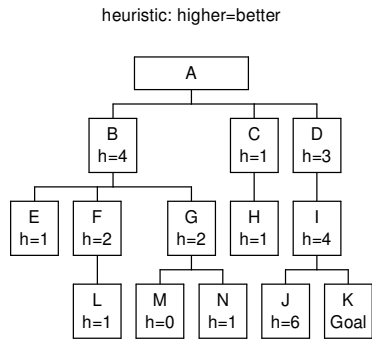 heuristic: higher=better
A
B
h=4
C
h=1
D
h=3
E
h=1
F
h=2
G
h=2
H
h=1
I
h=4
L
h=1
M
h=0
N
h=1
J
h=6
K
Goal